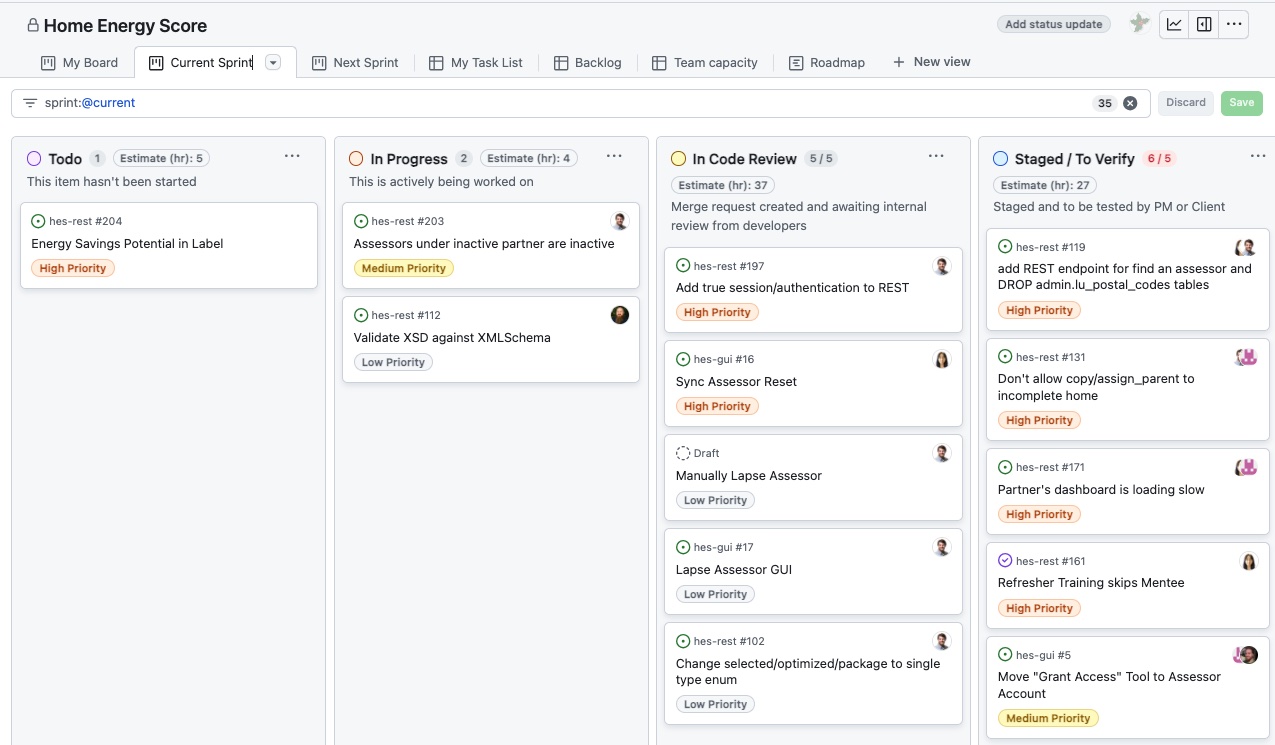 Home Energy Score
Add status update
My Board
Current Sprint
Next Sprint
My Task List
Backlog
Team capacity
Roadmap
New view
sprint:@current
35
Discard
Save
Todo 1 Estimate (hr): 5
This item hasn't been started
hes-rest #204
Energy Savings Potential in Label
High Priority
In Progress 2 Estimate (hr): 4
This is actively being worked on
hes-rest #203
Assessors under inactive partner are inactive
Medium Priority
hes-rest #112
Validate XSD against XMLSchema
Low Priority
In Code Review 5 / 5
Estimate (hr): 37
Merge request created and awaiting internal
review from developers
hes-rest #197
Add true session/authentication to REST
High Priority
hes-gui #16
Sync Assessor Reset
High Priority
Draft
Manually Lapse Assessor
Low Priority
hes-gui #17
Lapse Assessor GUI
Low Priority
hes-rest #102
Change selected/optimized/package to single
type enum
Low Priority
Staged / To Verify 6 / 5
Estimate (hr): 27
Staged and to be tested by PM or Client
hes-rest #119
add REST endpoint for find an assessor and
DROP admin.lu_postal_codes tables
High Priority
hes-rest #131
Don't allow copy/assign_parent to
incomplete home
High Priority
hes-rest #171
Partner's dashboard is loading slow
High Priority
hes-rest #161
Refresher Training skips Mentee
High Priority
hes-gui #5
Move "Grant Access" Tool to Assessor
Account
Medium Priority